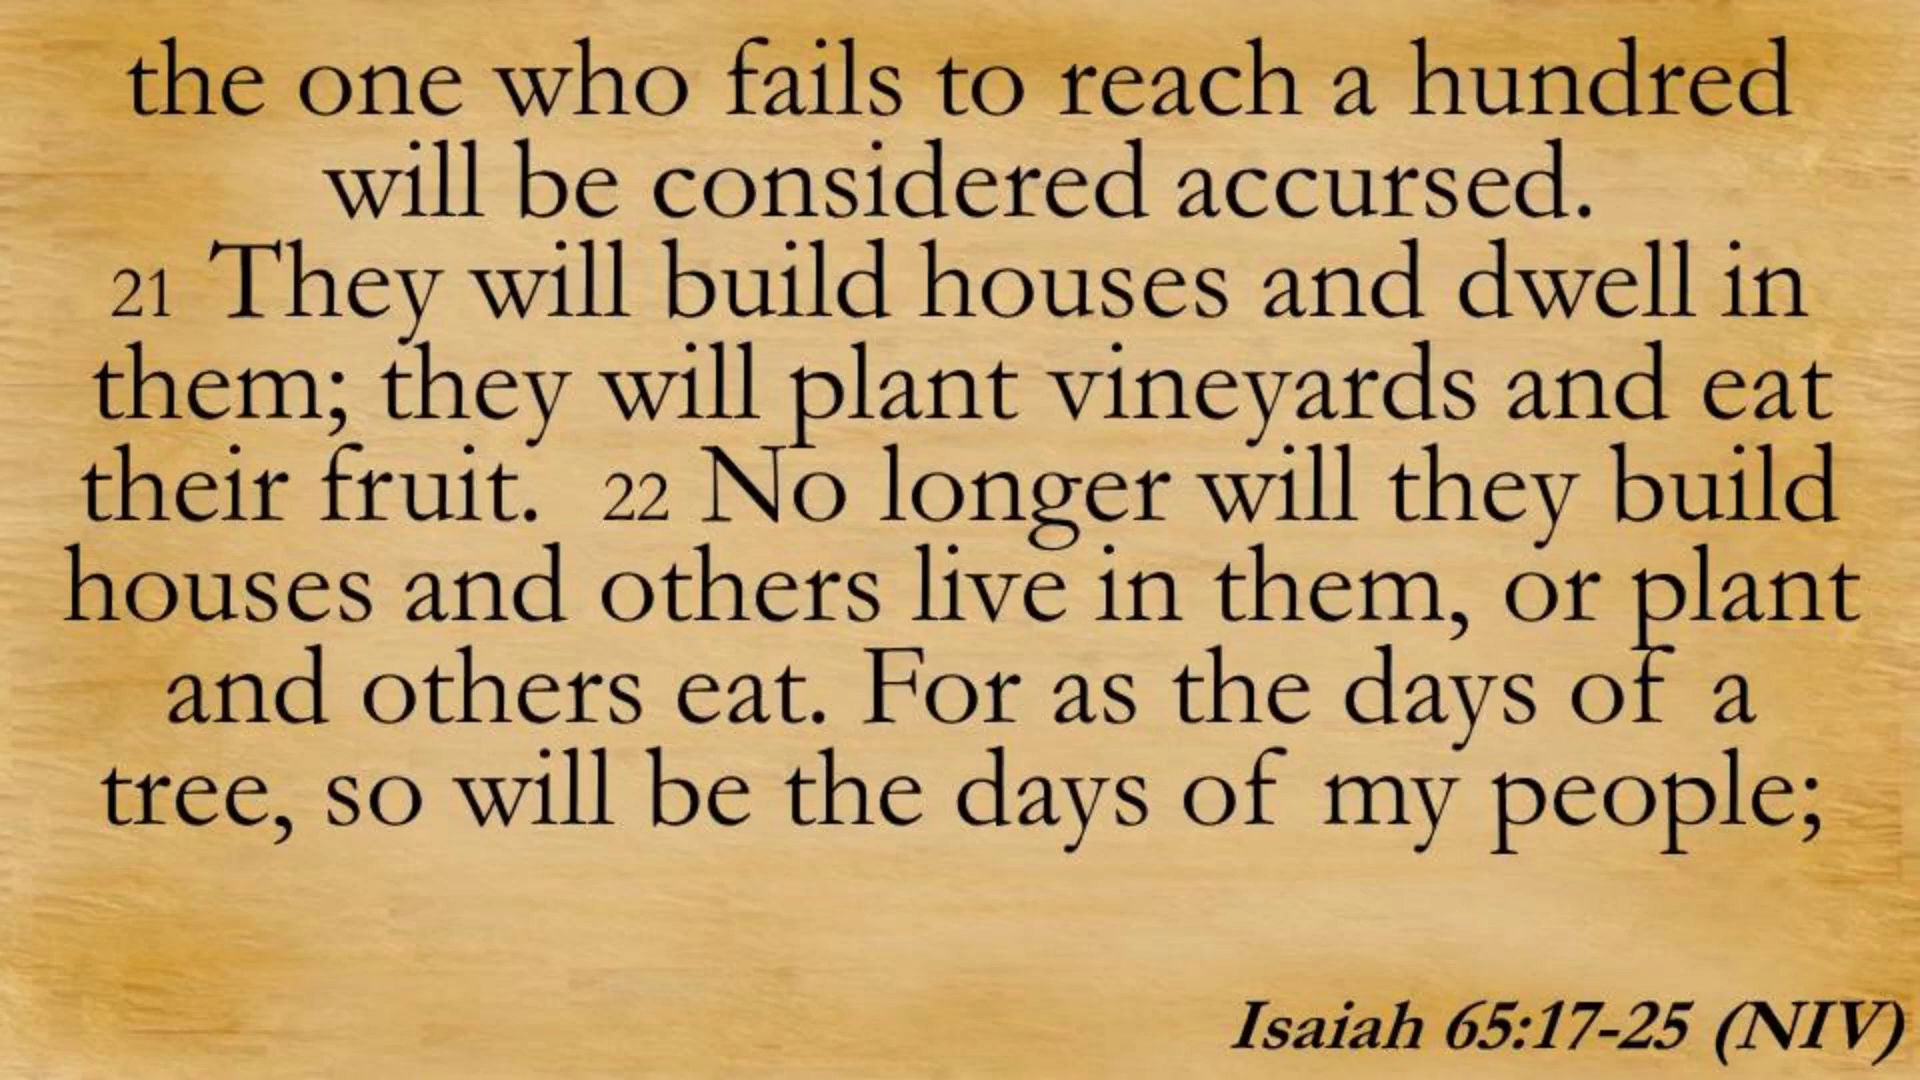 the one who fails to reach a hundred
will be considered accursed.
21 They will build houses and dwell in
them; they will plant vineyards and eat
their fruit. 22 No longer will they build
houses and others live in them, or plant
and others eat. For as the days of a
tree, so will be the days of my people;
Isaiah 65:17-25 (NIV)